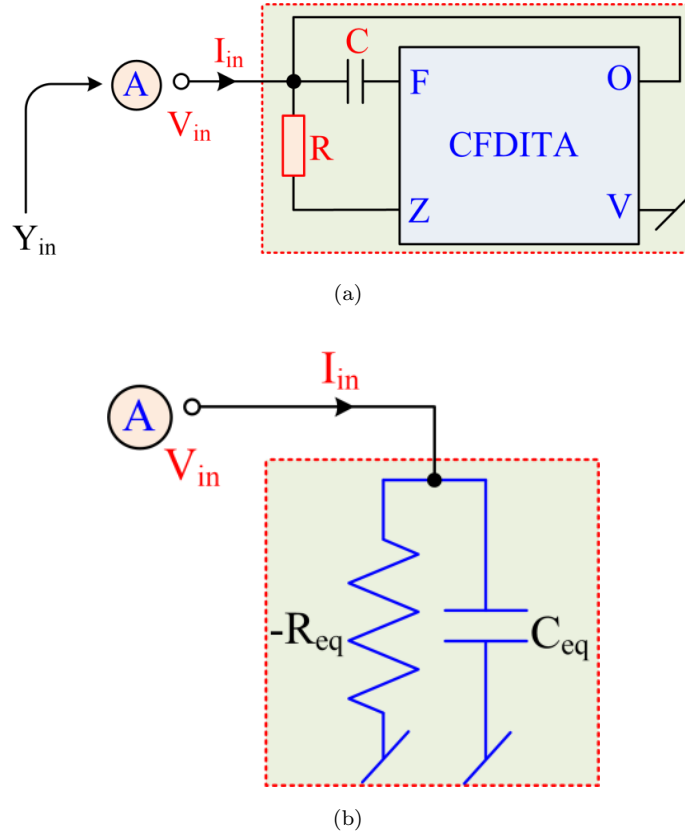 C
I_in
A
F
O
V_in
CFDITA
R
Z
V
Y_in
(a)
I_in
A
V_in
-R_eq
C_eq
(b)